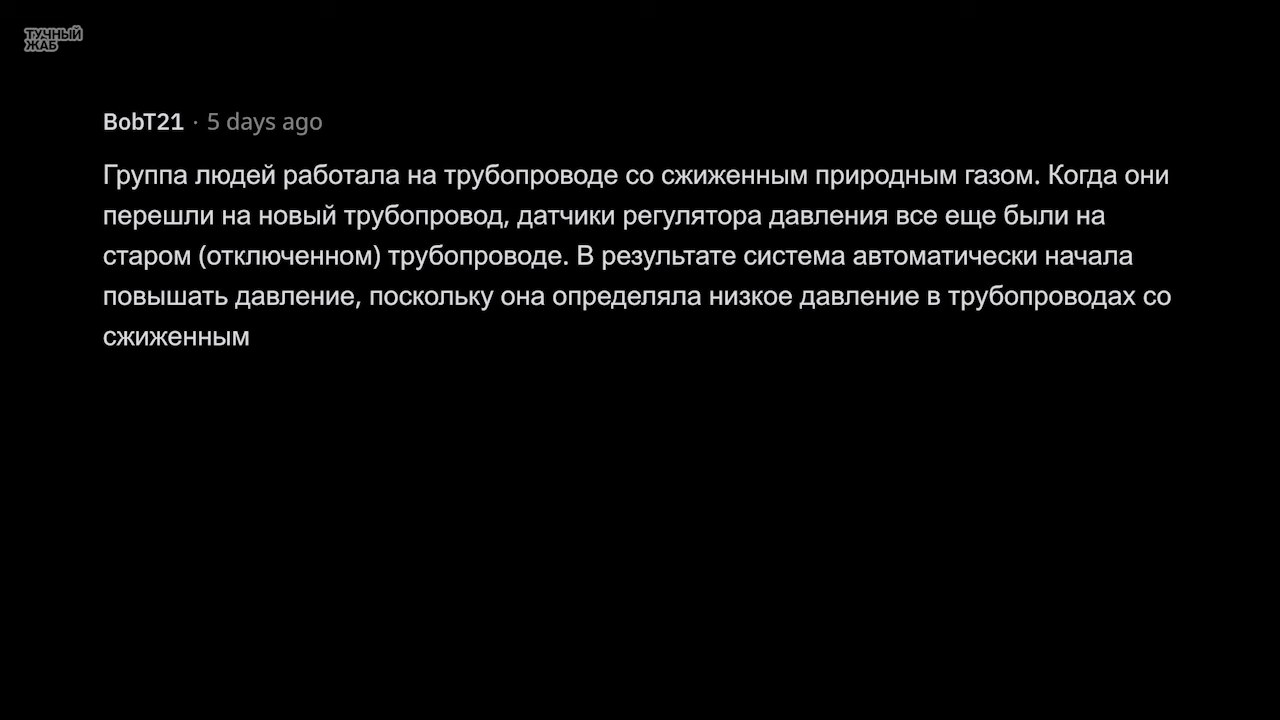 ТУЧНЫЙ
ЖАБ
BobT21 · 5 days ago
Группа людей работала на трубопроводе со сжиженным природным газом. Когда они
перешли на новый трубопровод, датчики регулятора давления все еще были на
старом (отключенном) трубопроводе. В результате система автоматически начала
повышать давление, поскольку она определяла низкое давление в трубопроводах со
сжиженным